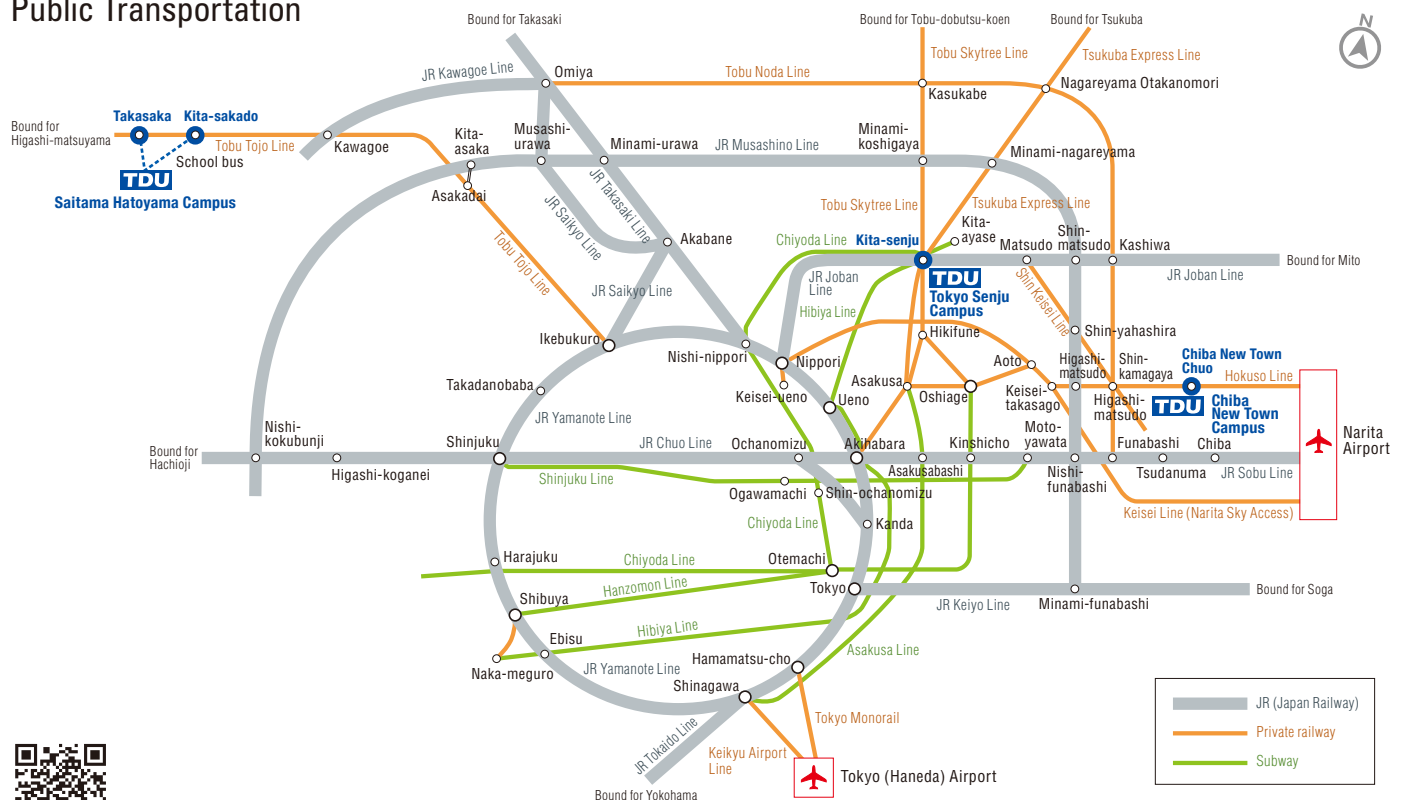 Public Transportation
Bound for Takasaki
Bound for Tobu-dobutsu-koen
Bound for Tsukuba
N
Tobu Skytree Line
Tsukuba Express Line
JR Kawagoe Line
Omiya
Tobu Noda Line
Kasukabe
Nagareyama Otakanomori
Bound for
Higashi-matsuyama
Takasaka
Kita-sakado
Tobu Tojo Line
School bus
Kawagoe
TDU
Saitama Hatoyama Campus
Kita-
asaka
Asakadai
Musashi-
urawa
Minami-urawa
JR Musashino Line
Minami-
koshigaya
Minami-nagareyama
JR Takasaki Line
JR Saikyo Line
Tobu Tojo Line
Akabane
JR Saikyo Line
Tobu Skytree Line
Tsukuba Express Line
Chiyoda Line
Kita-senju
Kita-
ayase
Matsudo
Shin-
matsudo
Kashiwa
Bound for Mito
JR Joban Line
JR Joban
Line
TDU
Tokyo Senju
Campus
Shin Keisei Line
Hibiya Line
Ikebukuro
Nishi-nippori
Nippori
Hikifune
Shin-yahashira
Takadanobaba
Keisei-ueno
Ueno
Asakusa
Oshiage
Aoto
Keisei-
takasago
Higashi-
matsudo
Shin-
kamagaya
Chiba New Town
Chuo
Hokuso Line
Higashi-
matsudo
TDU
Chiba
New Town
Campus
JR Yamanote Line
Bound for
Hachioji
Nishi-
kokubunji
Higashi-koganei
Shinjuku
JR Chuo Line
Ochanomizu
Akihabara
Asakusabashi
Kinshicho
Moto-
yawata
Nishi-
funabashi
Funabashi
Tsudanuma
Chiba
JR Sobu Line
Narita
Airport
Shinjuku Line
Ogawamachi
Shin-ochanomizu
Keisei Line (Narita Sky Access)
Chiyoda Line
Kanda
Harajuku
Chiyoda Line
Otemachi
Hanzomon Line
Tokyo
JR Keiyo Line
Minami-funabashi
Bound for Soga
Shibuya
Hibiya Line
Ebisu
Naka-meguro
JR Yamanote Line
Hamamatsu-cho
Asakusa Line
Shinagawa
Tokyo Monorail
JR Tokaido Line
Keikyu Airport
Line
Tokyo (Haneda) Airport
Bound for Yokohama
JR (Japan Railway)
Private railway
Subway